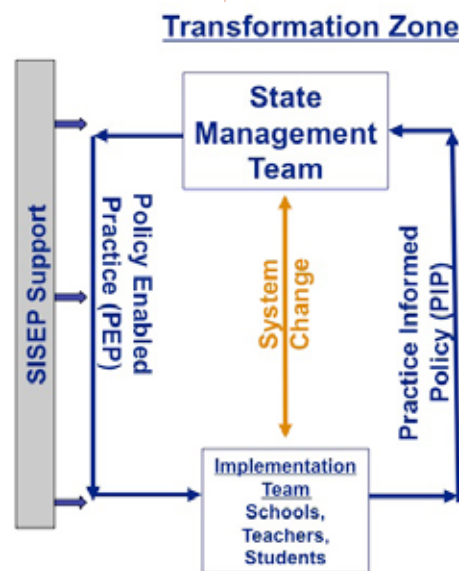 Transformation Zone
State
Management
Team
SISEP Support
Policy Enabled
Practice (PEP)
System
Change
Practice Informed
Policy (PIP)
Implementation
Team
Schools,
Teachers,
Students